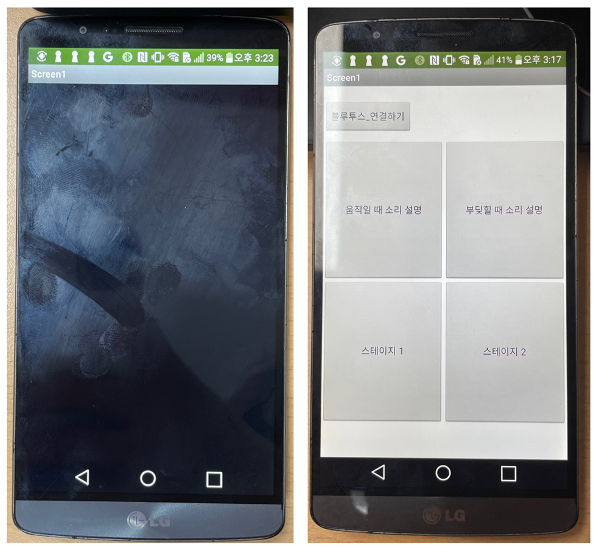 39% 오후 3:23
Screen1
LG
41% 오후 3:17
Screen1
블루투스_연결하기
움직일 때 소리 설명
부딪힐 때 소리 설명
스테이지 1
스테이지 2
LG